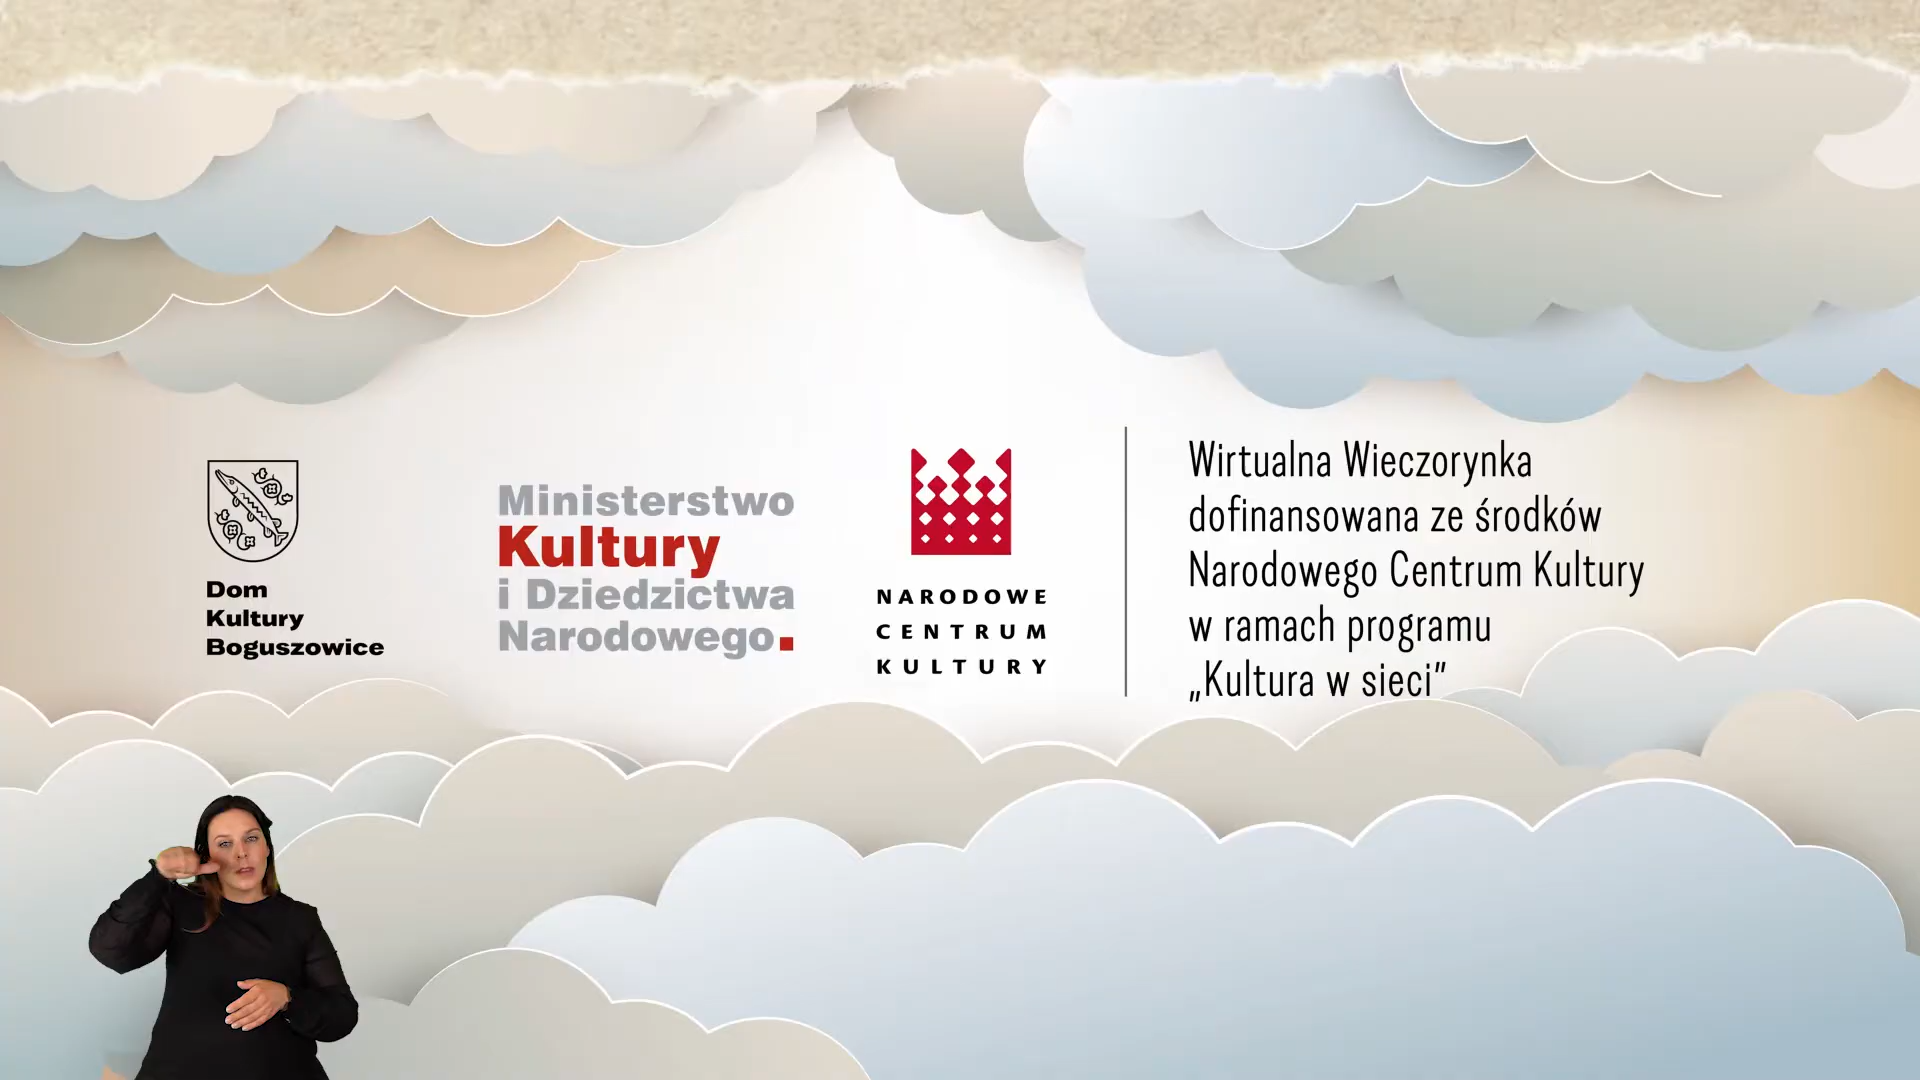 Dom
Kultury
Boguszowice
Ministerstwo
Kultury
i Dziedzictwa
Narodowego.
NARODOWE
CENTRUM
KULTURY
Wirtualna Wieczorynka
dofinansowana ze środków
Narodowego Centrum Kultury
w ramach programu
„Kultura w sieci”